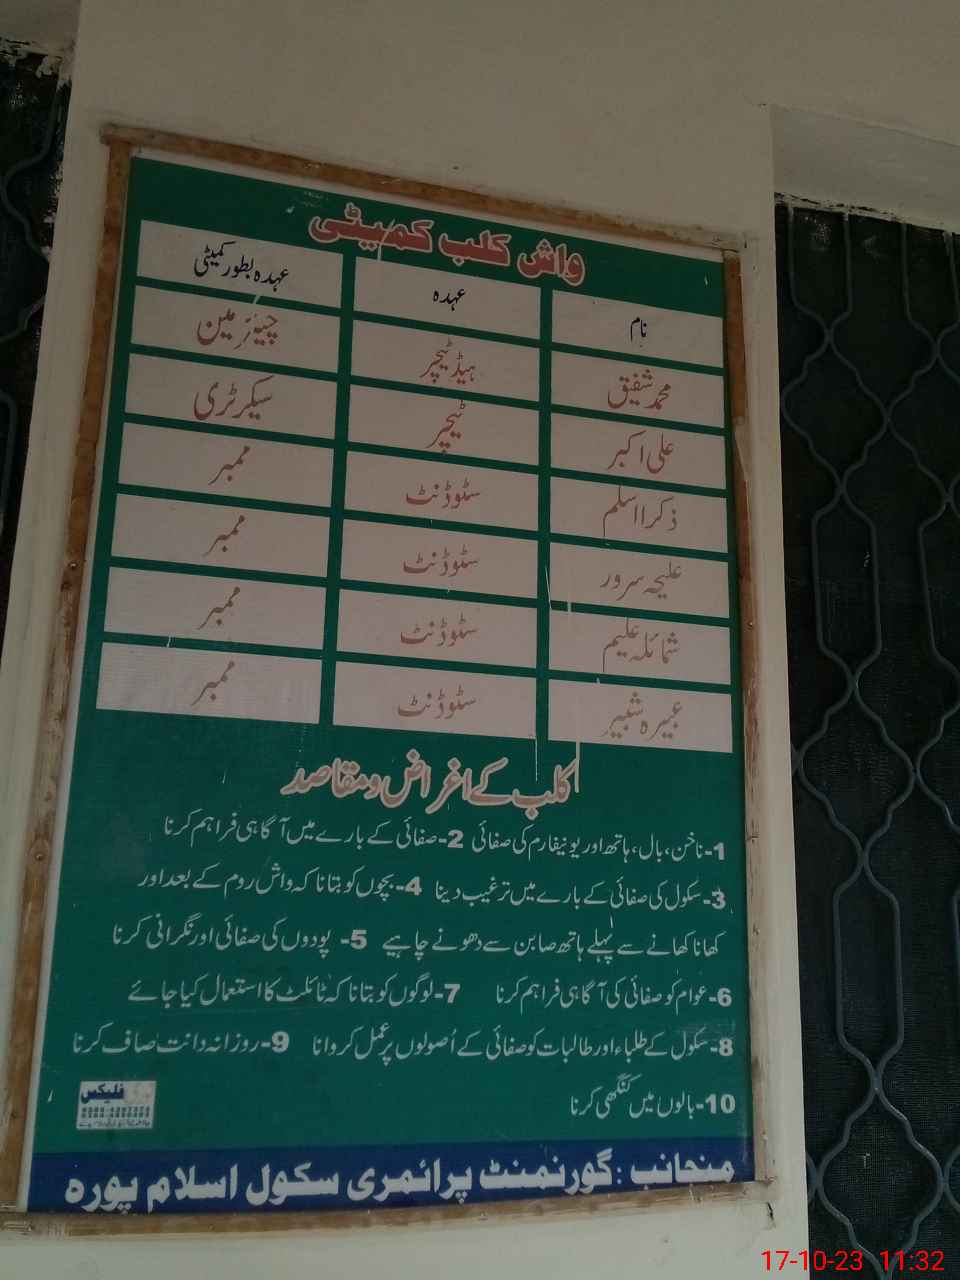 واش کلب کمیٹی
نام عہدہ عہدہ بطور کمیٹی
محمد شفیق ہیڈ ٹیچر چیئرمین
علی اکبر ٹیچر سیکرٹری
ذکرا اسلم سٹوڈنٹ ممبر
علیحہ سرور سٹوڈنٹ ممبر
شمائلہ علیم سٹوڈنٹ ممبر
عبیرہ شبیر سٹوڈنٹ ممبر
کلب کے اغراض و مقاصد
1-ناخن، بال، ہاتھ اور یونیفارم کی صفائی 2-صفائی کے بارے میں آگاہی فراہم کرنا
3-سکول کی صفائی کے بارے میں ترغیب دینا 4-بچوں کو بتانا کہ واش روم کے بعد اور
کھانا کھانے سے پہلے ہاتھ صابن سے دھونے چاہیے 5- پودوں کی صفائی اور نگرانی کرنا
6-عوام کو صفائی کی آگاہی فراہم کرنا 7-لوگوں کو بتانا کہ ٹائلٹ کا استعمال کیا جائے
8-سکول کے طلباء اور طالبات کو صفائی کے اُصولوں پر عمل کروانا 9-روزانہ دانت صاف کرنا
10-بالوں میں کنگھی کرنا
فلیکس
منجانب : گورنمنٹ پرائمری سکول اسلام پورہ
17-10-23 11:32